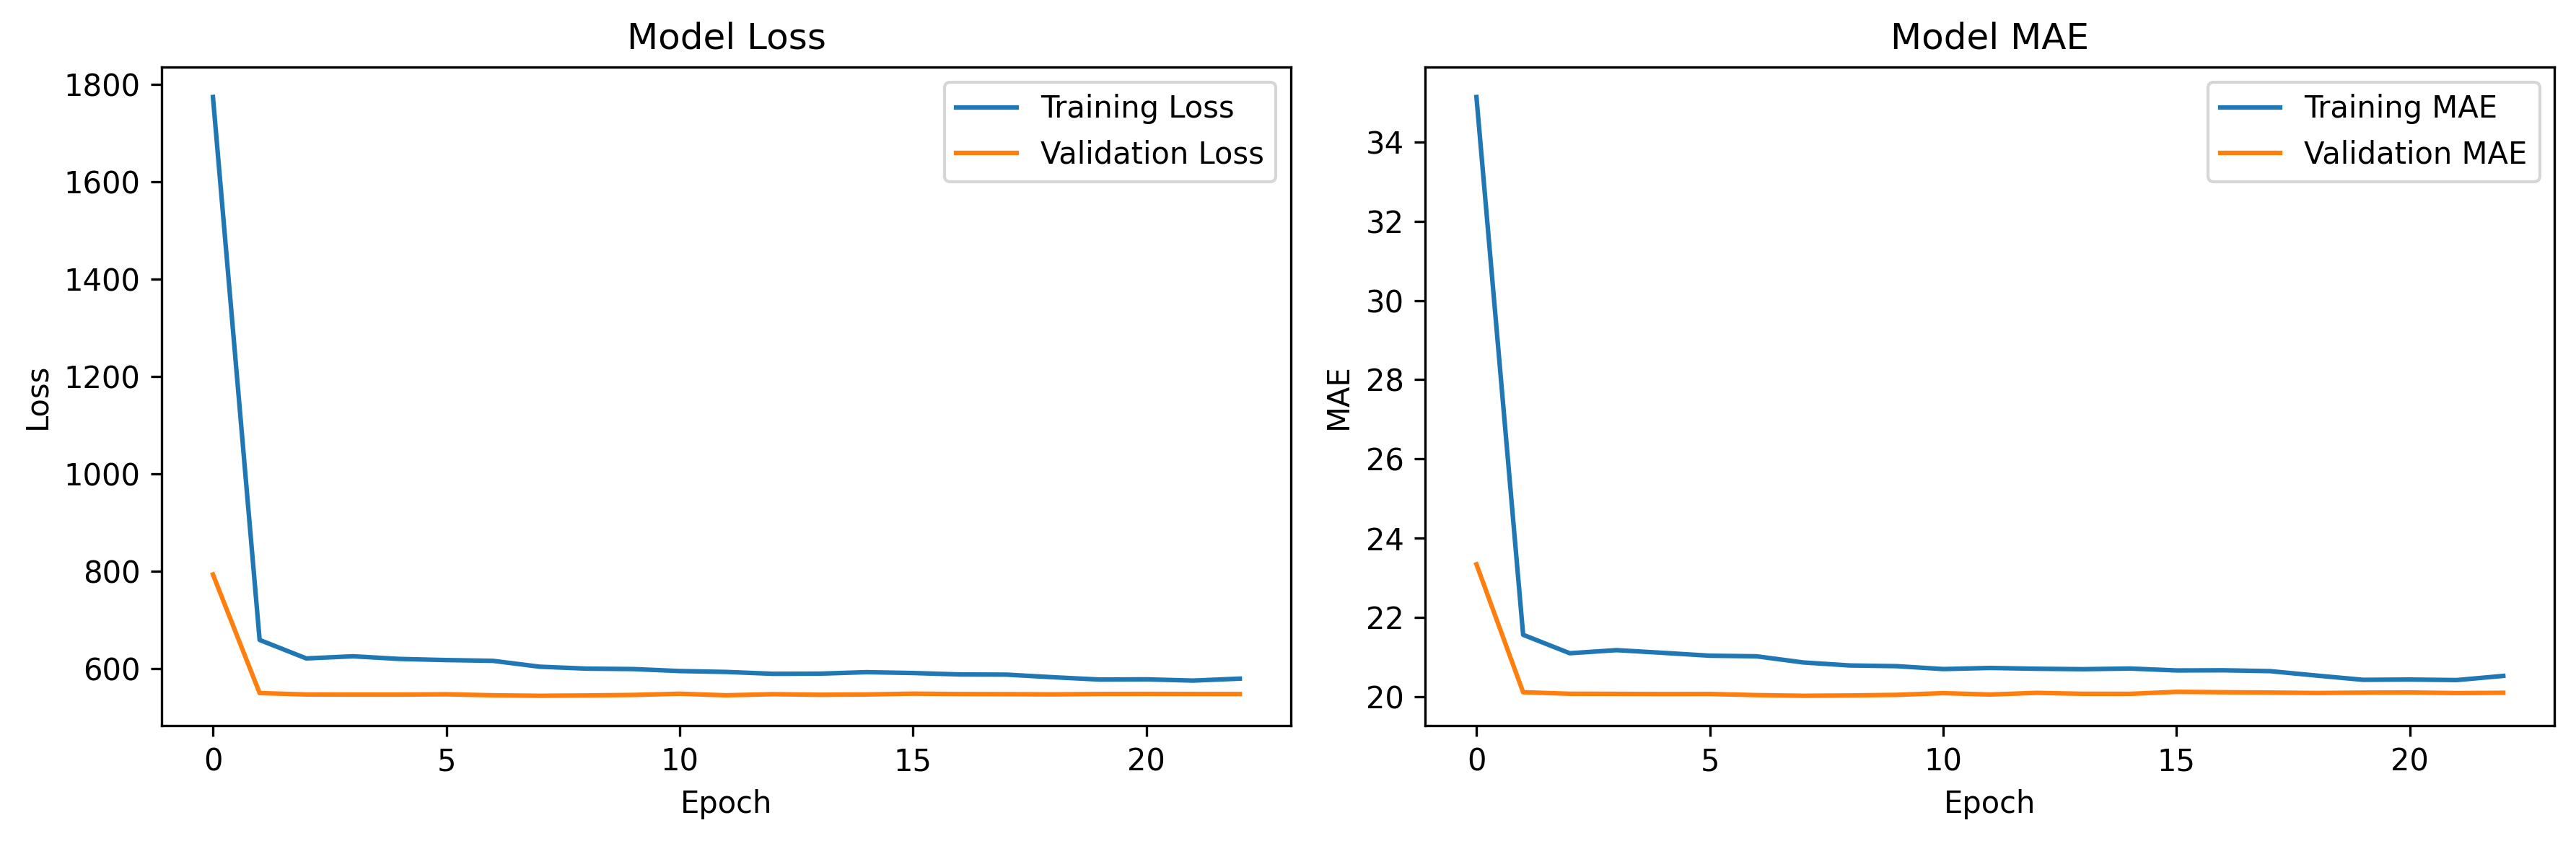 Model Loss
1800
1600
1400
1200
1000
800
600
Loss
0 5 10 15 20
Epoch
Training Loss
Validation Loss
Model MAE
34
32
30
28
26
24
22
20
MAE
0 5 10 15 20
Epoch
Training MAE
Validation MAE